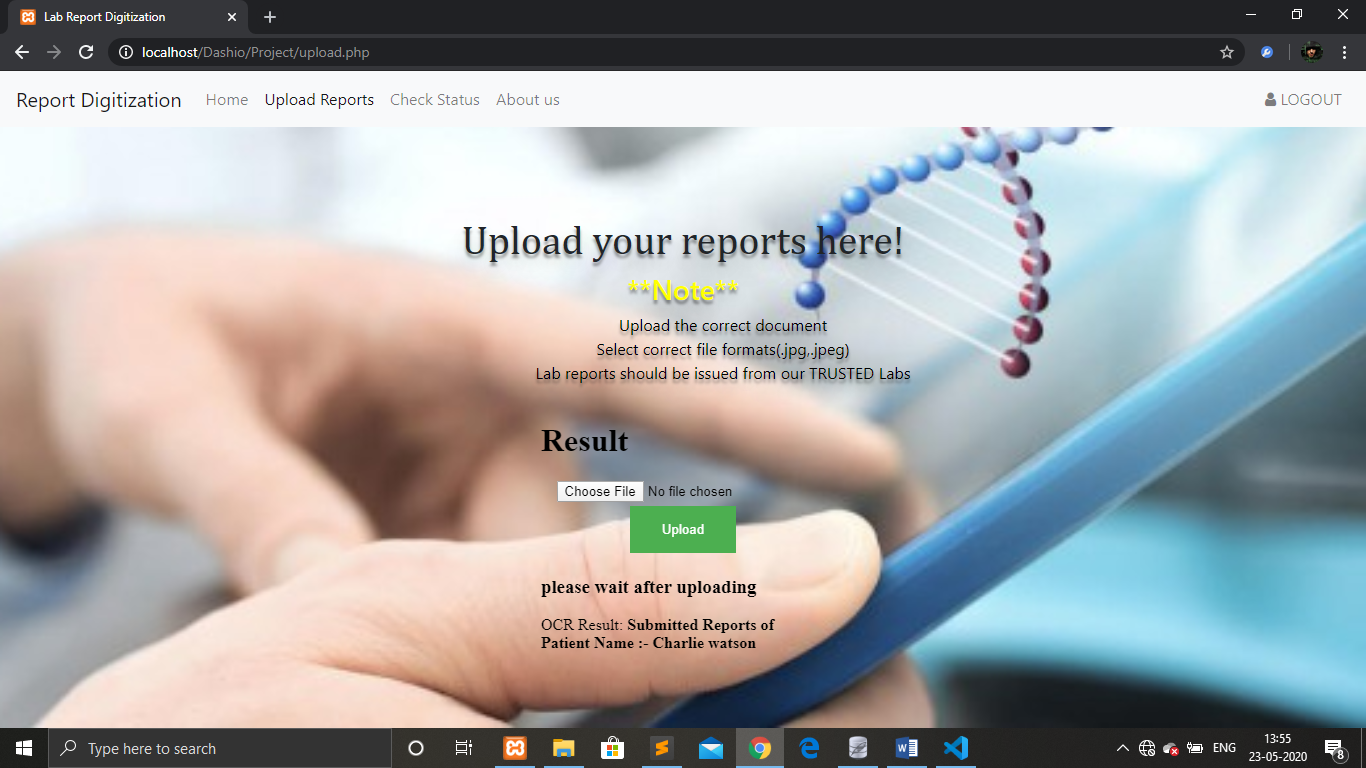 Lab Report Digitization
localhost/Dashio/Project/upload.php
Report Digitization Home Upload Reports Check Status About us LOGOUT
Upload your reports here!
**Note**
Upload the correct document
Select correct file formats(.jpg,.jpeg)
Lab reports should be issued from our TRUSTED Labs
Result
Choose File No file chosen
Upload
please wait after uploading
OCR Result: Submitted Reports of
Patient Name :- Charlie watson
Type here to search
ENG
13:55
23-05-2020
8